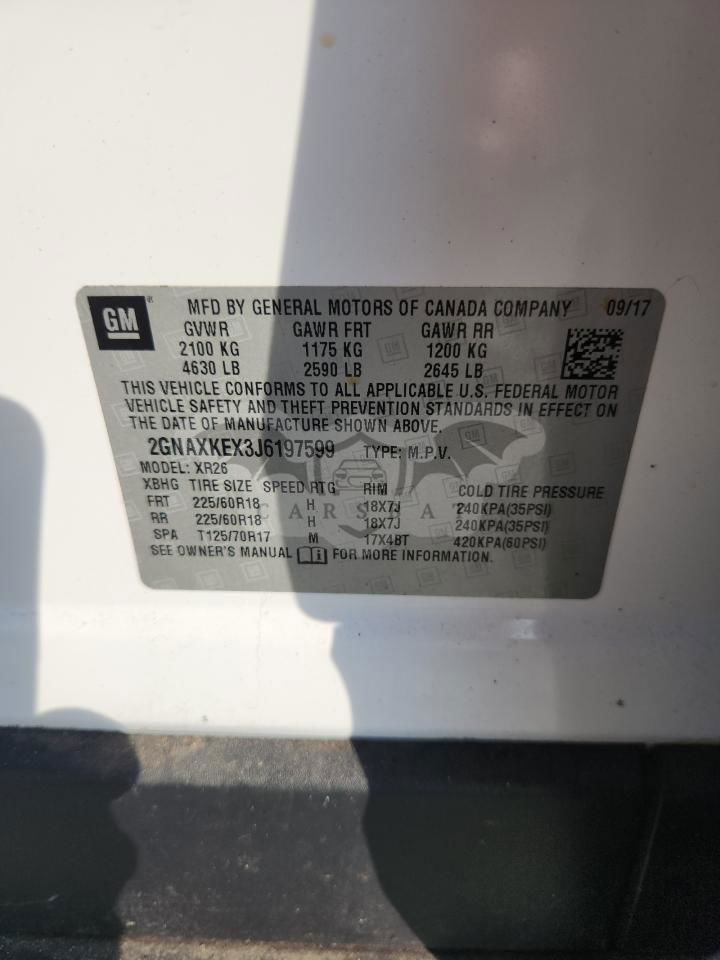 GM ® MFD BY GENERAL MOTORS OF CANADA COMPANY 09/17
GVWR GAWR FRT GAWR RR
2100 KG 1175 KG 1200 KG
4630 LB 2590 LB 2645 LB
THIS VEHICLE CONFORMS TO ALL APPLICABLE U.S. FEDERAL MOTOR
VEHICLE SAFETY AND THEFT PREVENTION STANDARDS IN EFFECT ON
THE DATE OF MANUFACTURE SHOWN ABOVE.
2GNAXKEX3J6197599 TYPE: M.P.V.
MODEL: XR26
XBHG TIRE SIZE SPEED RTG RIM COLD TIRE PRESSURE
FRT 225/60R18 H 18X7J 240KPA(35PSI)
RR 225/60R18 H 18X7J 240KPA(35PSI)
SPA T125/70R17 M 17X4BT 420KPA(60PSI)
SEE OWNER'S MANUAL FOR MORE INFORMATION.